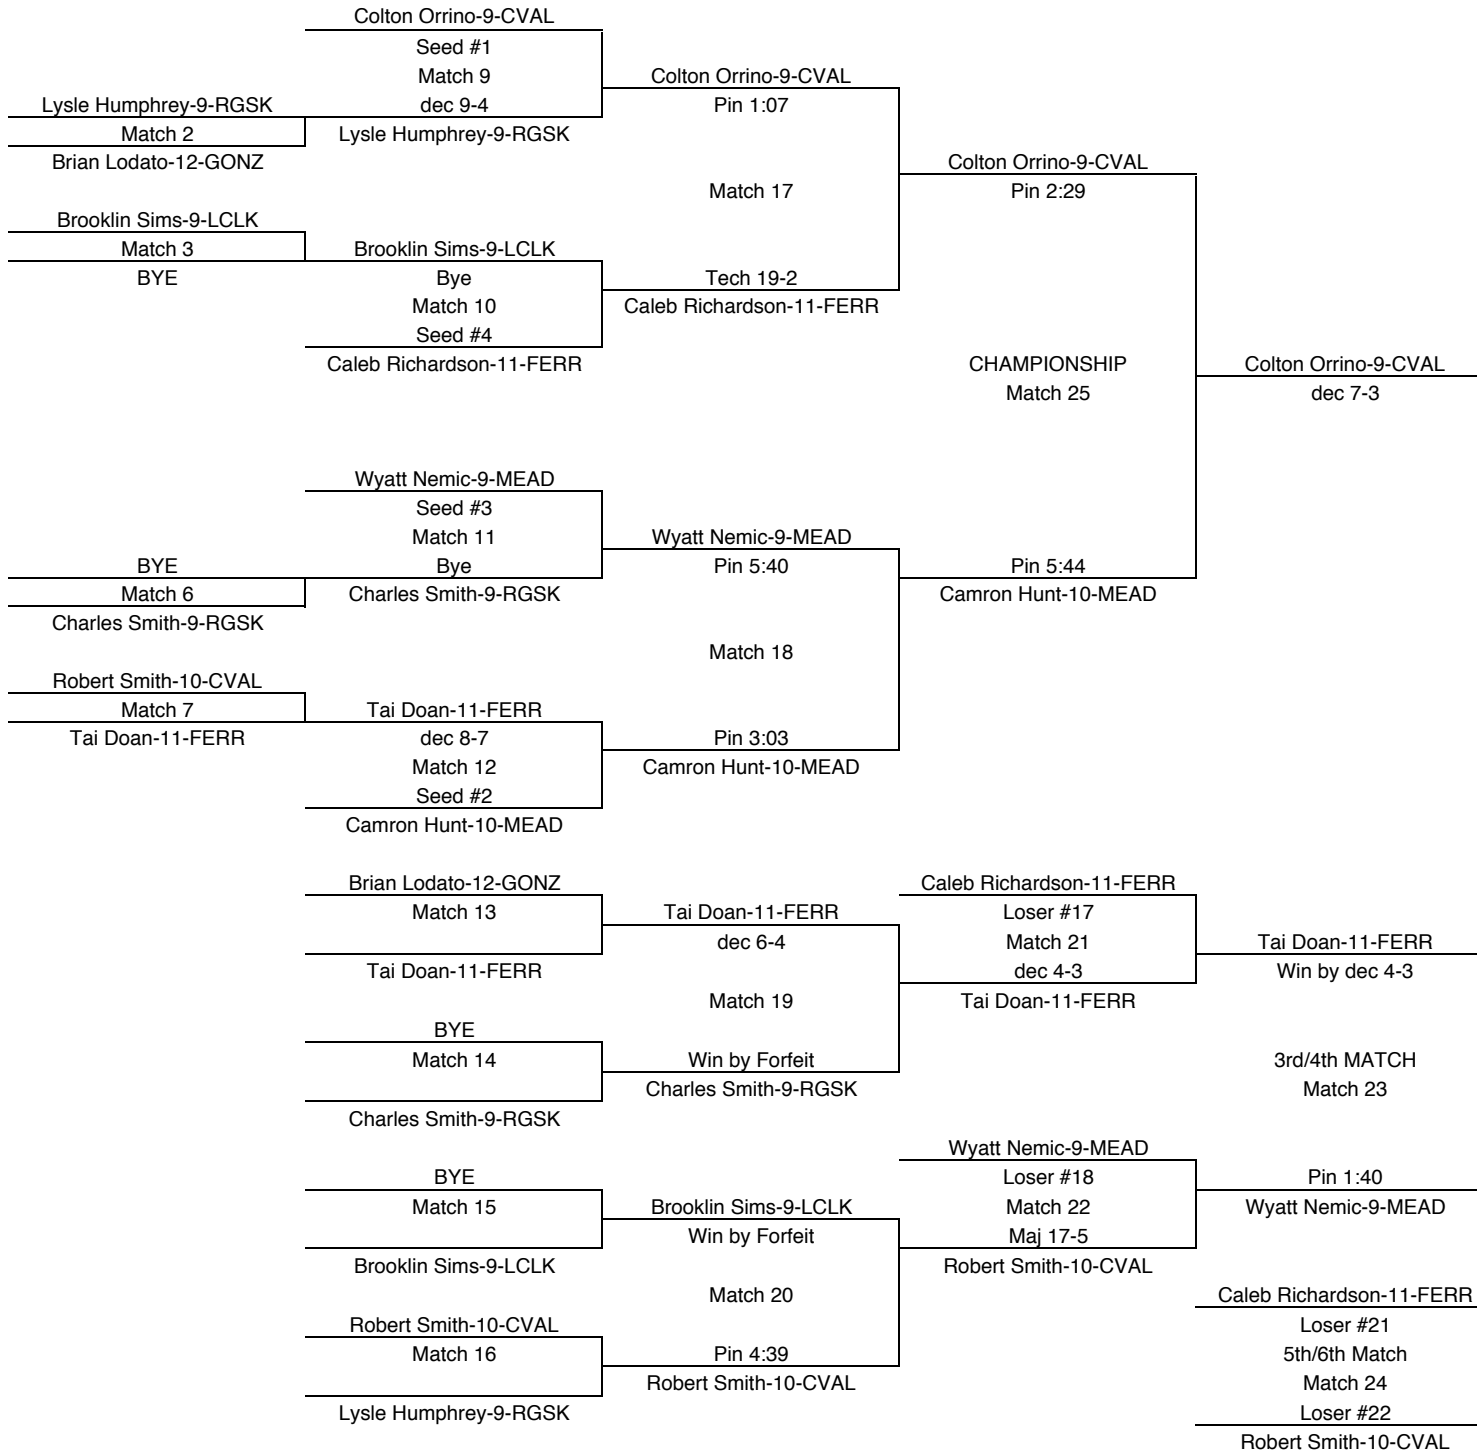 Colton Orrino-9-CVAL
Seed #1
Match 9
Colton Orrino-9-CVAL
Lysle Humphrey-9-RGSK
dec 9-4
Pin 1:07
Match 2
Lysle Humphrey-9-RGSK
Brian Lodato-12-GONZ
Colton Orrino-9-CVAL
Match 17
Pin 2:29
Brooklin Sims-9-LCLK
Match 3
Brooklin Sims-9-LCLK
BYE
Bye
Tech 19-2
Match 10
Caleb Richardson-11-FERR
Seed #4
Caleb Richardson-11-FERR
CHAMPIONSHIP
Colton Orrino-9-CVAL
Match 25
dec 7-3
Wyatt Nemic-9-MEAD
Seed #3
Match 11
Wyatt Nemic-9-MEAD
BYE
Bye
Pin 5:40
Pin 5:44
Match 6
Charles Smith-9-RGSK
Camron Hunt-10-MEAD
Charles Smith-9-RGSK
Match 18
Robert Smith-10-CVAL
Match 7
Tai Doan-11-FERR
Tai Doan-11-FERR
dec 8-7
Pin 3:03
Match 12
Camron Hunt-10-MEAD
Seed #2
Camron Hunt-10-MEAD
Brian Lodato-12-GONZ
Caleb Richardson-11-FERR
Match 13
Tai Doan-11-FERR
Loser #17
dec 6-4
Match 21
Tai Doan-11-FERR
Tai Doan-11-FERR
dec 4-3
Win by dec 4-3
Match 19
Tai Doan-11-FERR
BYE
Match 14
Win by Forfeit
3rd/4th MATCH
Charles Smith-9-RGSK
Match 23
Charles Smith-9-RGSK
Wyatt Nemic-9-MEAD
BYE
Loser #18
Pin 1:40
Match 15
Brooklin Sims-9-LCLK
Match 22
Wyatt Nemic-9-MEAD
Win by Forfeit
Maj 17-5
Brooklin Sims-9-LCLK
Robert Smith-10-CVAL
Match 20
Caleb Richardson-11-FERR
Robert Smith-10-CVAL
Loser #21
Match 16
Pin 4:39
5th/6th Match
Robert Smith-10-CVAL
Match 24
Lysle Humphrey-9-RGSK
Loser #22
Robert Smith-10-CVAL